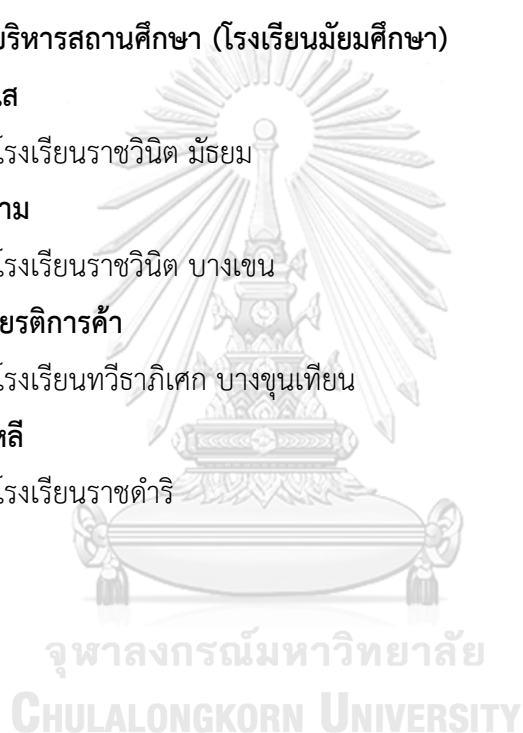 บริหารสถานศึกษา (โรงเรียนมัยมศึกษา)
โรงเรียนราชวินิต มัธยม
โรงเรียนราชวินิต บางเขน
ยรติการค้า
โรงเรียนทวีธาภิเศก บางขุนเทียน
โรงเรียนราชดำริ
จุฬาลงกรณ์มหาวิทยาลัย
CHULALONGKORN UNIVERSITY